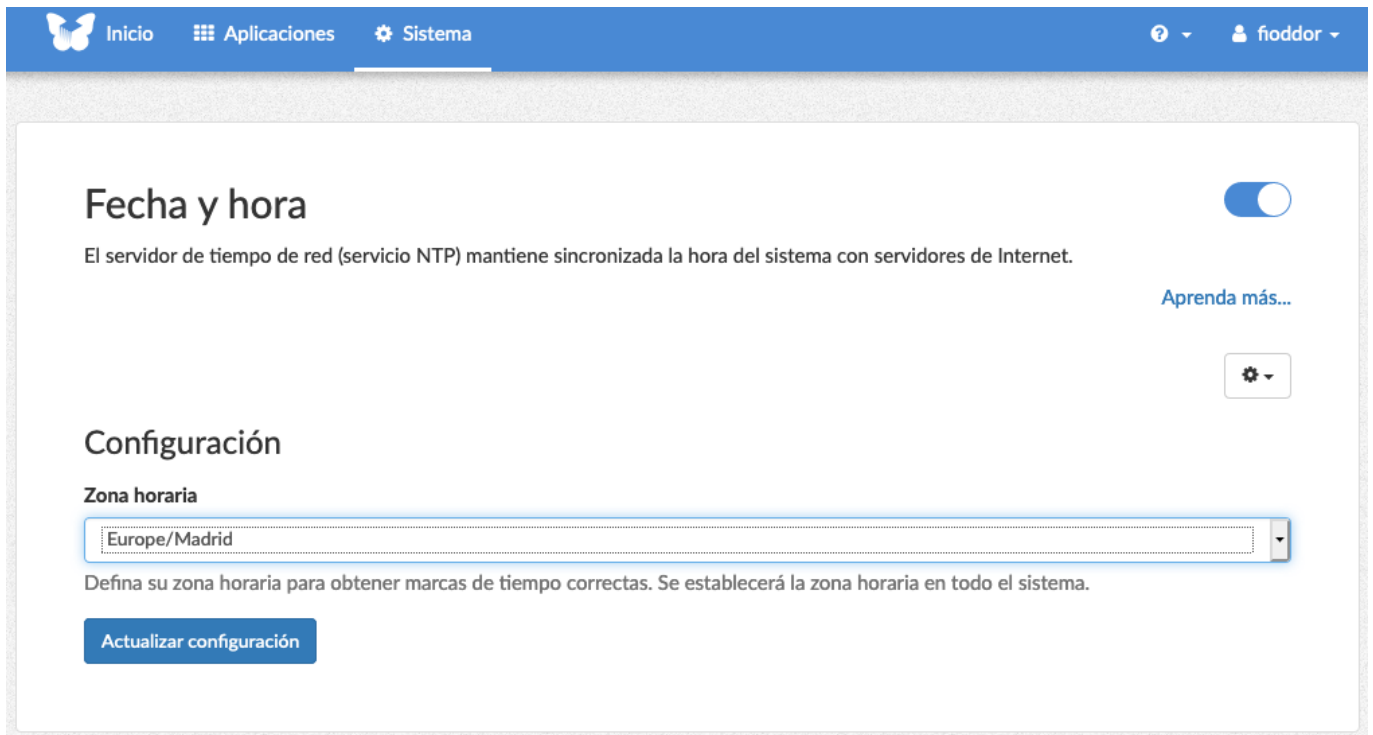 Inicio Aplicaciones Sistema fioddor
Fecha y hora
El servidor de tiempo de red (servicio NTP) mantiene sincronizada la hora del sistema con servidores de Internet.
Aprenda más...
Configuración
Zona horaria
Europe/Madrid
Defina su zona horaria para obtener marcas de tiempo correctas. Se establecerá la zona horaria en todo el sistema.
Actualizar configuración